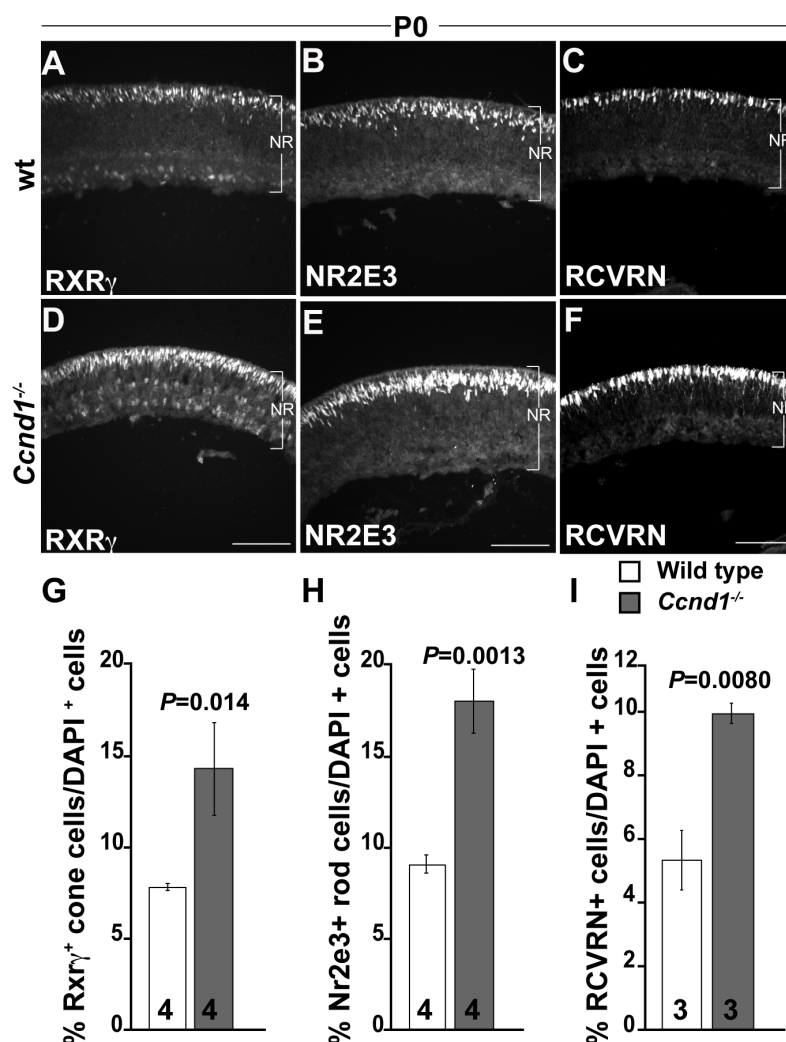 P0
A B C
NR NR NR
wt
RXRγ NR2E3 RCVRN
D E F
NR NR NR
Ccnd1-/-
RXRγ NR2E3 RCVRN
Wild type
Ccnd1-/-
G H I
% Rxrγ+ cone cells/DAPI + cells
20
15
10
5
0
P=0.014
4 4
% Nr2e3+ rod cells/DAPI + cells
20
15
10
5
0
P=0.0013
4 4
% RCVRN+ cells/DAPI + cells
12
10
8
6
4
2
0
P=0.0080
3 3